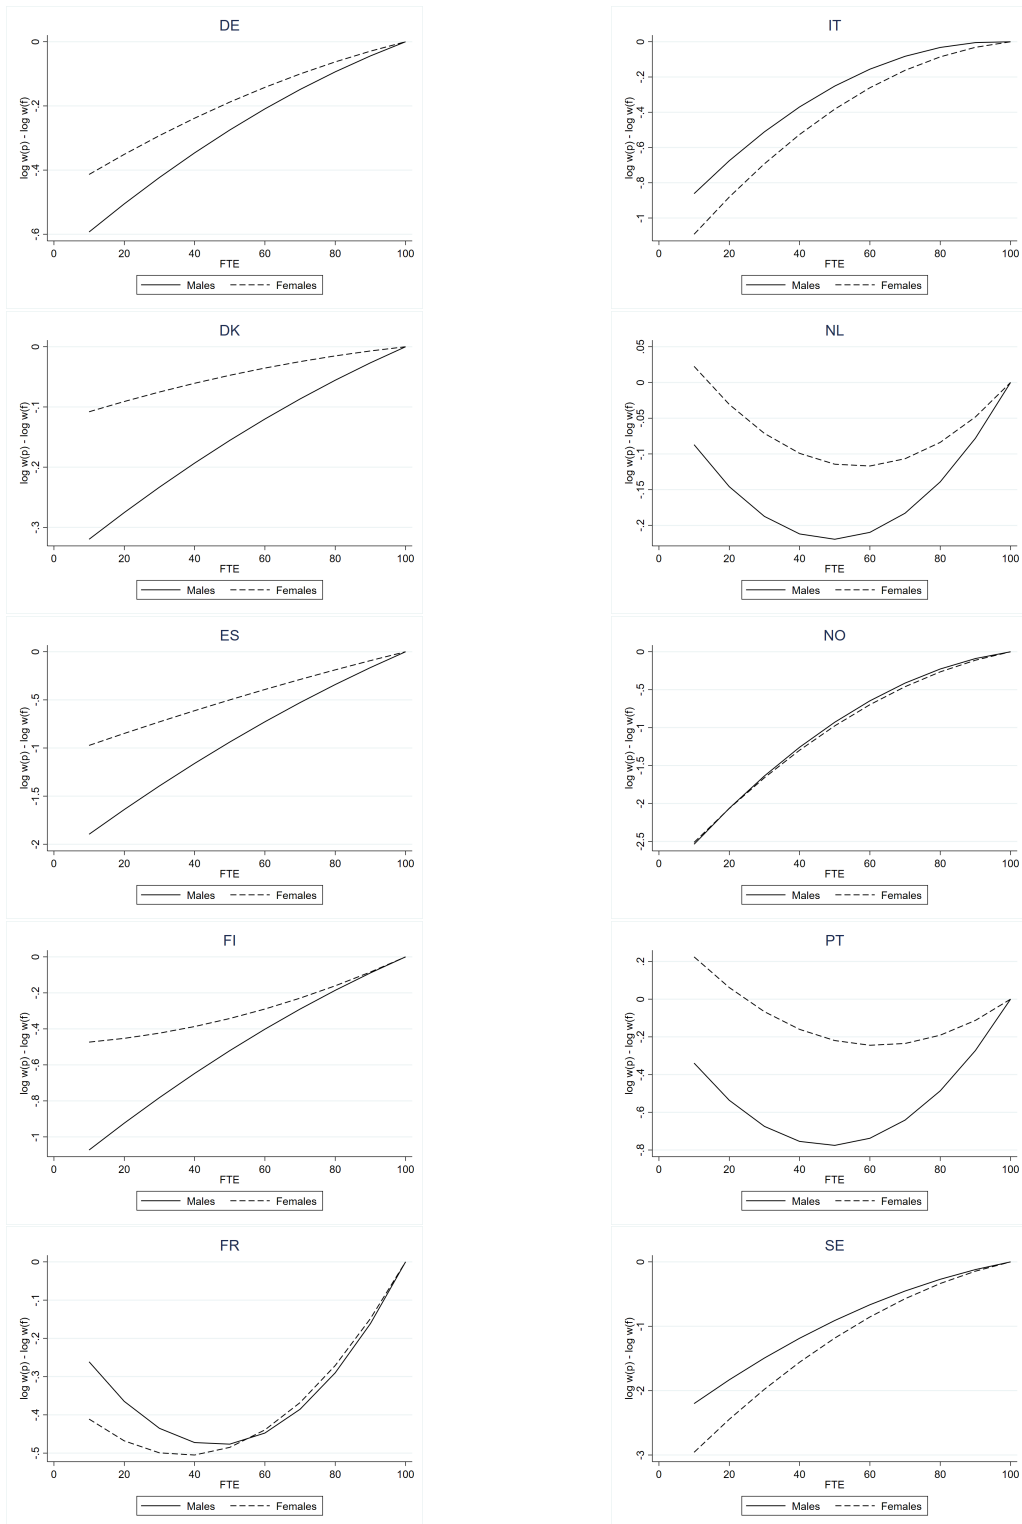 DE
log w(p) - log w(f)
0
-.2
-.4
-.6
0 20 40 60 80 100
FTE
Males Females
IT
log w(p) - log w(f)
0
-.2
-.4
-.6
-.8
-1
0 20 40 60 80 100
FTE
Males Females
DK
log w(p) - log w(f)
0
-.1
-.2
-.3
0 20 40 60 80 100
FTE
Males Females
NL
log w(p) - log w(f)
.05
0
-.05
-.1
-.15
-.2
0 20 40 60 80 100
FTE
Males Females
ES
log w(p) - log w(f)
0
-.5
-1
-1.5
-2
0 20 40 60 80 100
FTE
Males Females
NO
log w(p) - log w(f)
0
-.5
-1
-1.5
-2
-2.5
0 20 40 60 80 100
FTE
Males Females
FI
log w(p) - log w(f)
0
-.2
-.4
-.6
-.8
-1
0 20 40 60 80 100
FTE
Males Females
PT
log w(p) - log w(f)
.2
0
-.2
-.4
-.6
-.8
0 20 40 60 80 100
FTE
Males Females
FR
log w(p) - log w(f)
0
-.1
-.2
-.3
-.4
-.5
0 20 40 60 80 100
FTE
Males Females
SE
log w(p) - log w(f)
0
-1
-2
-3
0 20 40 60 80 100
FTE
Males Females